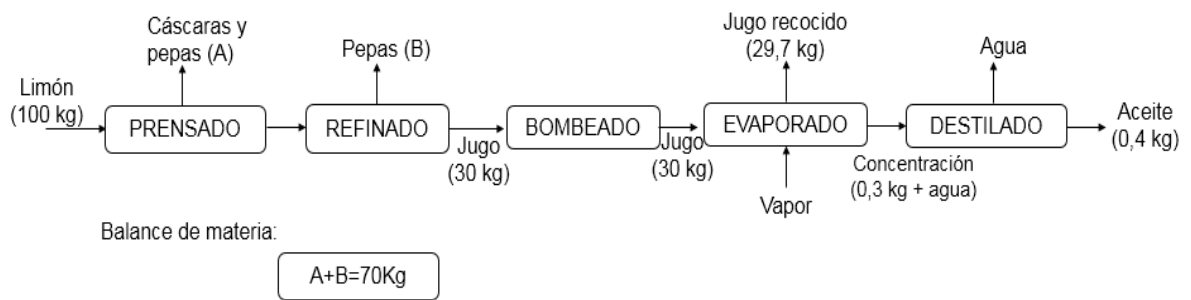 Cáscaras y
pepas (A)
Pepas (B)
Jugo recocido
(29,7 kg)
Agua
Limón
(100 kg)
PRENSADO
REFINADO
Jugo
(30 kg)
BOMBEADO
Jugo
(30 kg)
EVAPORADO
Vapor
Concentración
(0,3 kg + agua)
DESTILADO
Aceite
(0,4 kg)
Balance de materia:
A+B=70Kg